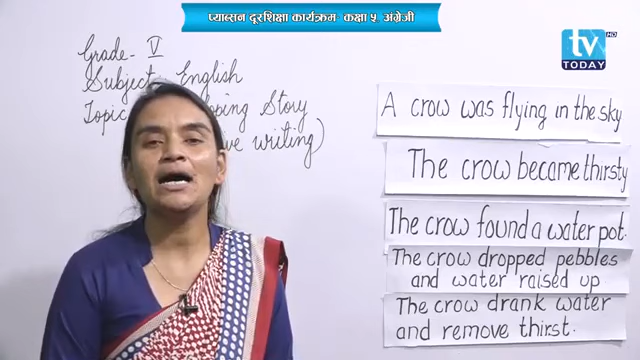 प्याब्सन दूरशिक्षा कार्यक्रम कक्षा ५ अंग्रेजी
tv HD
TODAY
Grade- V
Subject- English
Topic- oping Story
ve writing)
A crow was flying in the sky
The crow became thirsty
The crow found a water pot.
The crow dropped pebbles
and water raised up.
The crow drank water
and remove thirst.